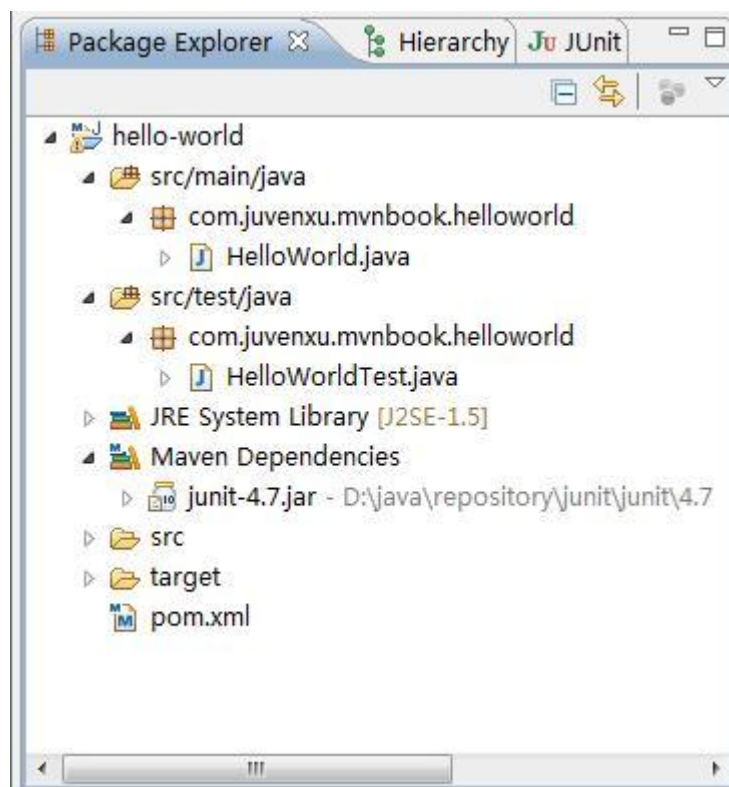 Package Explorer Hierarchy Ju JUnit
hello-world
src/main/java
com.juvenxu.mvnbook.helloworld
HelloWorld.java
src/test/java
com.juvenxu.mvnbook.helloworld
HelloWorldTest.java
JRE System Library [J2SE-1.5]
Maven Dependencies
junit-4.7.jar - D:\java\repository\junit\junit\4.7
src
target
pom.xml